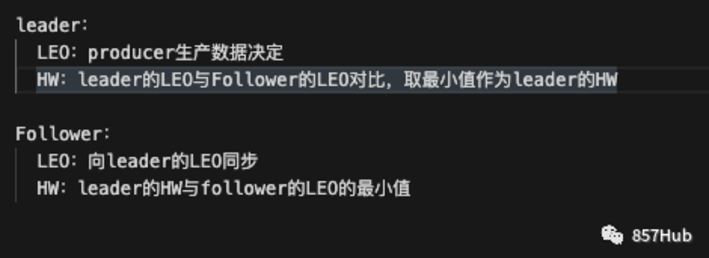 leader:
LEO: producer生产数据决定
HW: leader的LEO与Follower的LEO对比, 取最小值作为leader的HW
Follower:
LEO: 向leader的LEO同步
HW: leader的HW与follower的LEO的最小值
857Hub